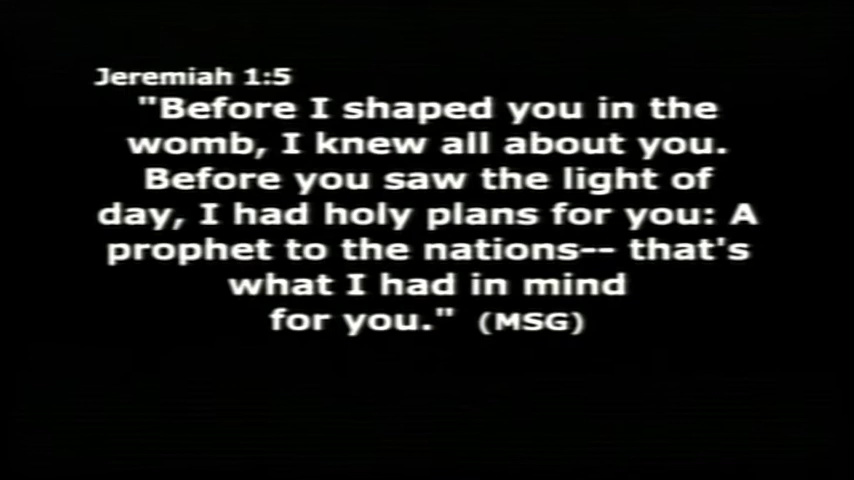 Jeremiah 1:5
"Before I shaped you in the
womb, I knew all about you.
Before you saw the light of
day, I had holy plans for you: A
prophet to the nations-- that's
what I had in mind
for you." (MSG)